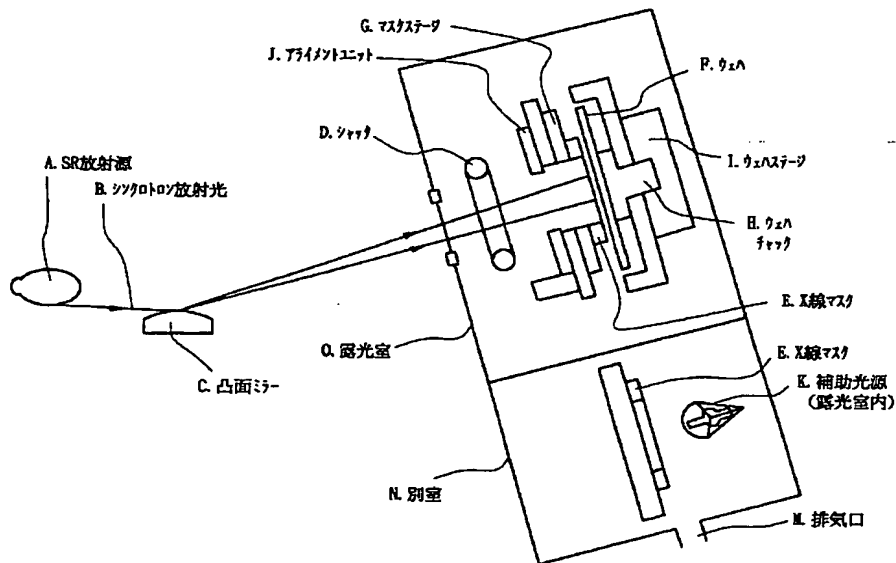 G. マスクステージ
J. アライメントユニット
F. ウェハ
D. シャッタ
A. SR放射源
I. ウェハステージ
B. シンクロトロン放射光
H. ウェハ
チャック
E. X線マスク
O. 露光室
E. X線マスク
C. 凸面ミラー
K. 補助光源
(露光室内)
N. 別室
M. 排気口